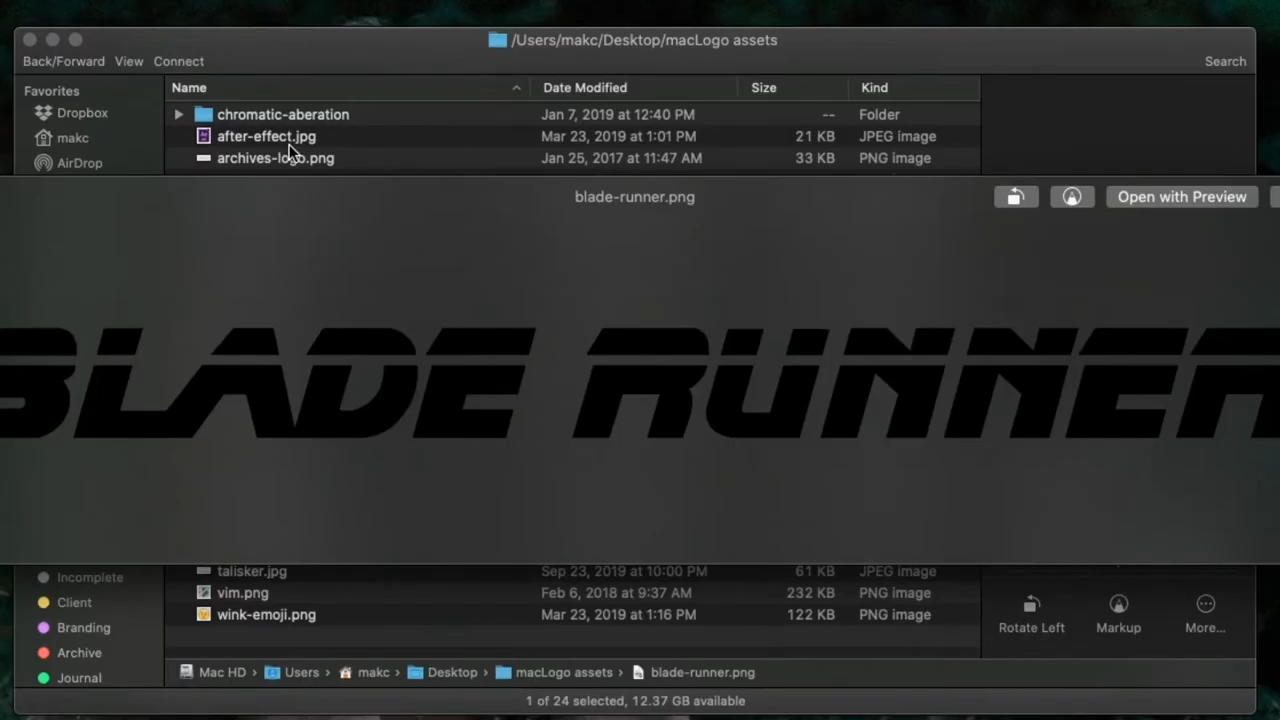 /Users/makc/Desktop/macLogo assets
Back/Forward View Connect Search
Favorites
Dropbox
makc
AirDrop
Name Date Modified Size Kind
chromatic-aberation Jan 7, 2019 at 12:40 PM -- Folder
after-effect.jpg Mar 23, 2019 at 1:01 PM 21 KB JPEG image
archives-logo.png Jan 25, 2017 at 11:47 AM 33 KB PNG image
blade-runner.png Open with Preview
BLADE RUNNER
Incomplete
Client
Branding
Archive
Journal
talisker.jpg Sep 23, 2019 at 10:00 PM 61 KB JPEG image
vim.png Feb 6, 2018 at 9:37 AM 232 KB PNG image
wink-emoji.png Mar 23, 2019 at 1:16 PM 122 KB PNG image
Rotate Left Markup More...
Mac HD › Users › makc › Desktop › macLogo assets › blade-runner.png
1 of 24 selected, 12.37 GB available